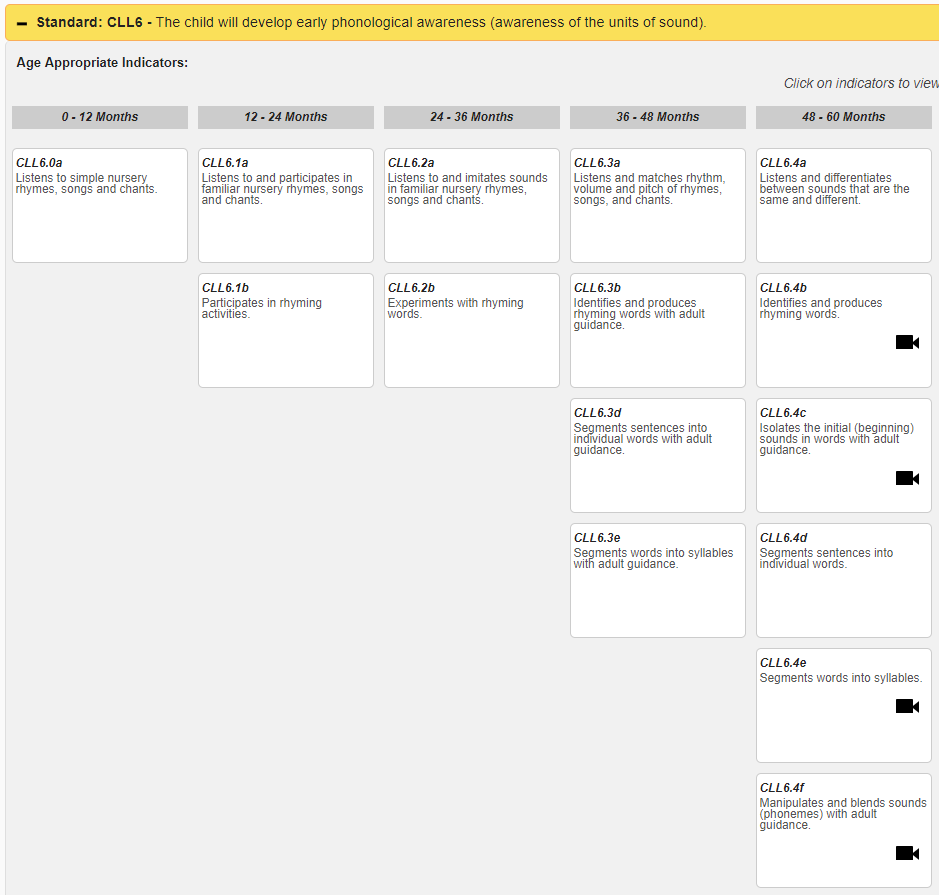 Standard: CLL6 - The child will develop early phonological awareness (awareness of the units of sound).
Age Appropriate Indicators:
Click on indicators to view
0 - 12 Months
12 - 24 Months
24 - 36 Months
36 - 48 Months
48 - 60 Months
CLL6.0a
Listens to simple nursery
rhymes, songs and chants.
CLL6.1a
Listens to and participates in
familiar nursery rhymes, songs
and chants.
CLL6.2a
Listens to and imitates sounds
in familiar nursery rhymes,
songs and chants.
CLL6.3a
Listens and matches rhythm,
volume and pitch of rhymes,
songs, and chants.
CLL6.4a
Listens and differentiates
between sounds that are the
same and different.
CLL6.1b
Participates in rhyming
activities.
CLL6.2b
Experiments with rhyming
words.
CLL6.3b
Identifies and produces
rhyming words with adult
guidance.
CLL6.4b
Identifies and produces
rhyming words.
CLL6.3d
Segments sentences into
individual words with adult
guidance.
CLL6.4c
Isolates the initial (beginning)
sounds in words with adult
guidance.
CLL6.3e
Segments words into syllables
with adult guidance.
CLL6.4d
Segments sentences into
individual words.
CLL6.4e
Segments words into syllables.
CLL6.4f
Manipulates and blends sounds
(phonemes) with adult
guidance.